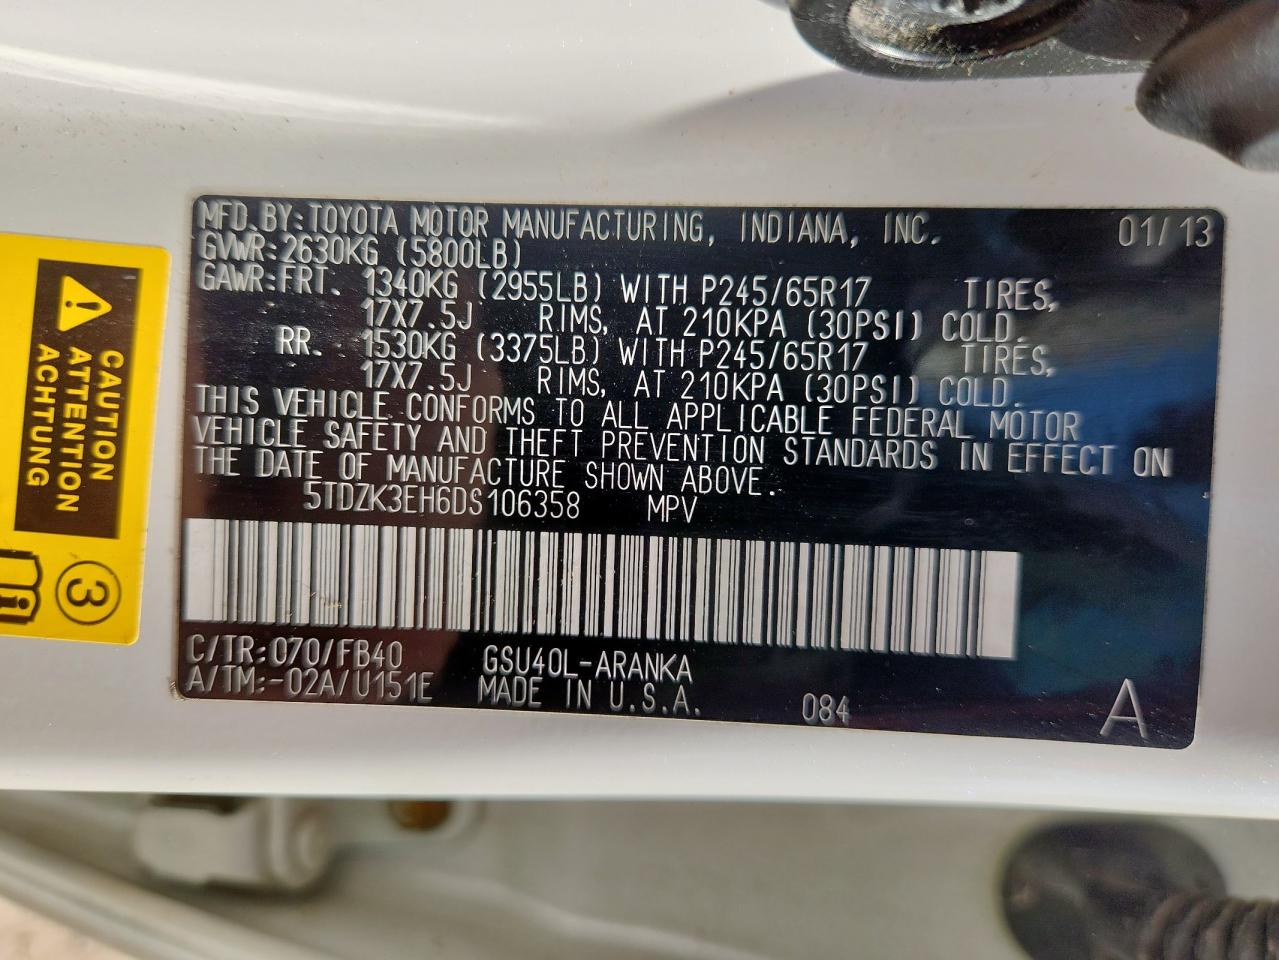 MFD.BY:TOYOTA MOTOR MANUFACTURING, INDIANA, INC. 01/13
GVWR:2630KG (5800LB)
GAWR:FRT. 1340KG (2955LB) WITH P245/65R17 TIRES,
17X7.5J RIMS, AT 210KPA (30PSI) COLD.
RR. 1530KG (3375LB) WITH P245/65R17 TIRES,
17X7.5J RIMS, AT 210KPA (30PSI) COLD.
THIS VEHICLE CONFORMS TO ALL APPLICABLE FEDERAL MOTOR
VEHICLE SAFETY AND THEFT PREVENTION STANDARDS IN EFFECT ON
THE DATE OF MANUFACTURE SHOWN ABOVE.
5TDZK3EH6DS106358 MPV
C/TR:070/FB40 GSU40L-ARANKA
A/TM:-02A/U151E MADE IN U.S.A. 084 A
CAUTION
ATTENTION
ACHTUNG
3